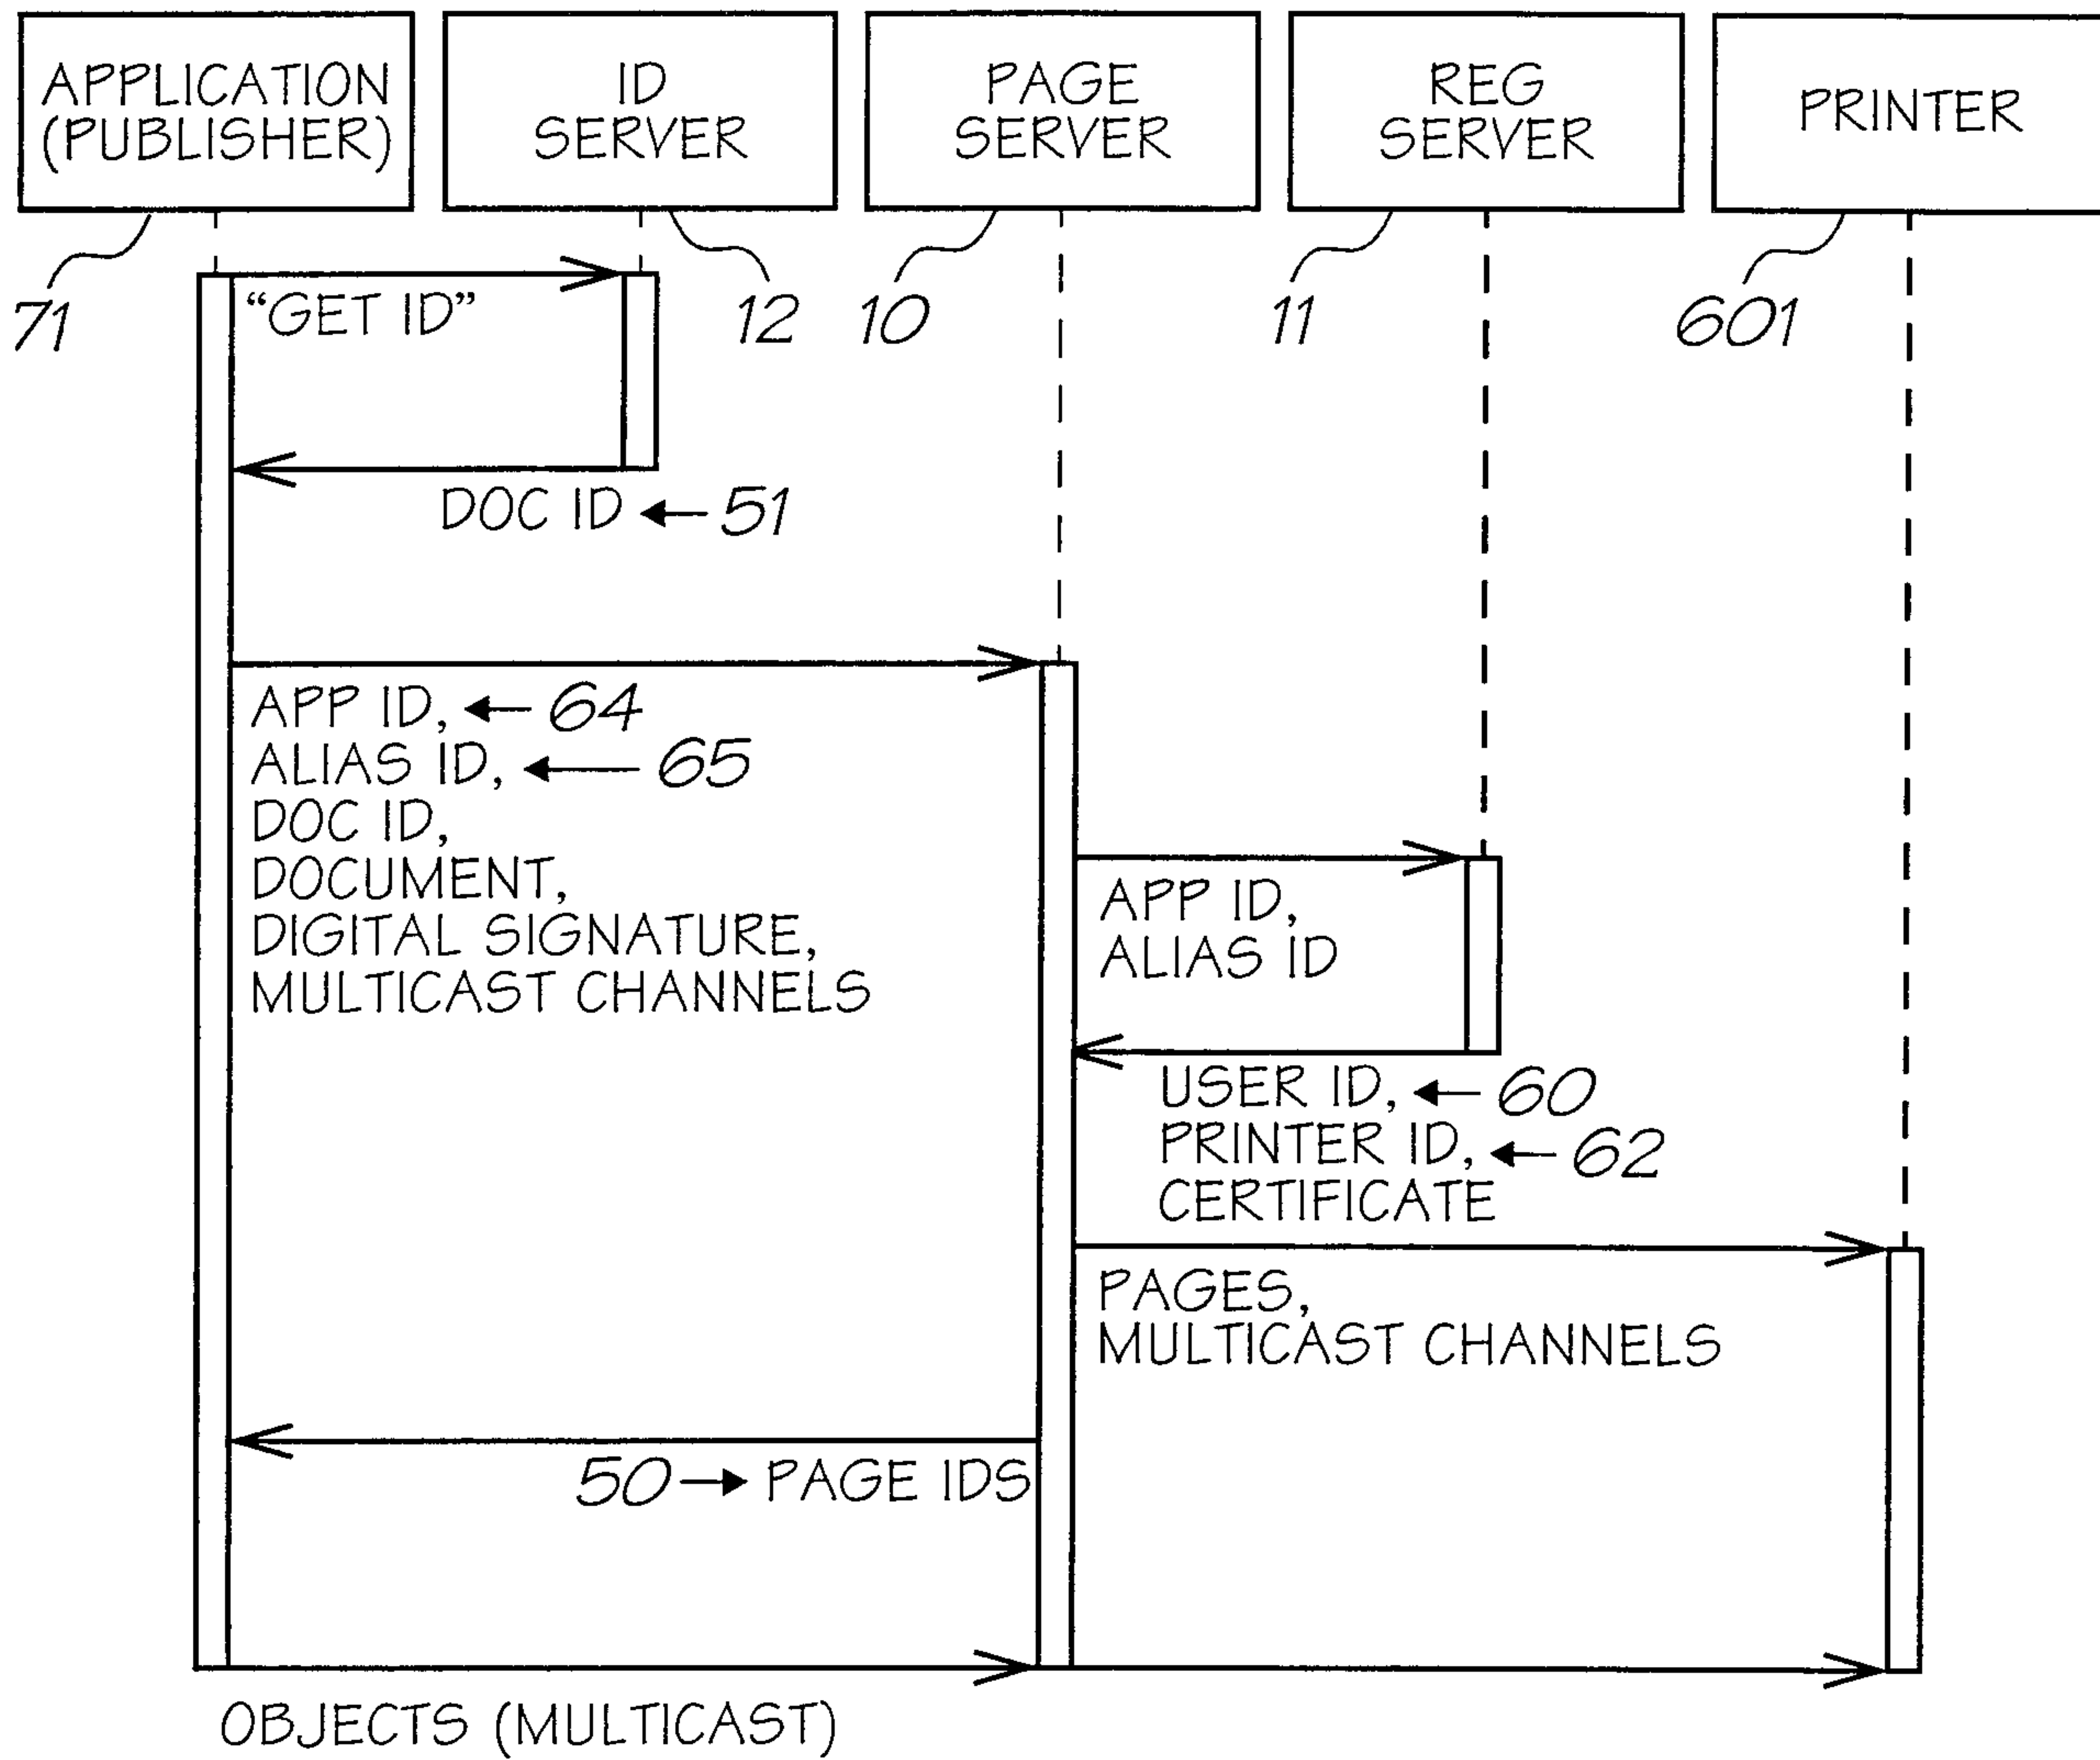 APPLICATION
(PUBLISHER)
ID
SERVER
PAGE
SERVER
REG
SERVER
PRINTER
71
12
10
11
601
“GET ID”
DOC ID 51
APP ID, 64
ALIAS ID, 65
DOC ID,
DOCUMENT,
DIGITAL SIGNATURE,
MULTICAST CHANNELS
APP ID,
ALIAS ID
USER ID, 60
PRINTER ID, 62
CERTIFICATE
PAGES,
MULTICAST CHANNELS
50 PAGE IDS
OBJECTS (MULTICAST)